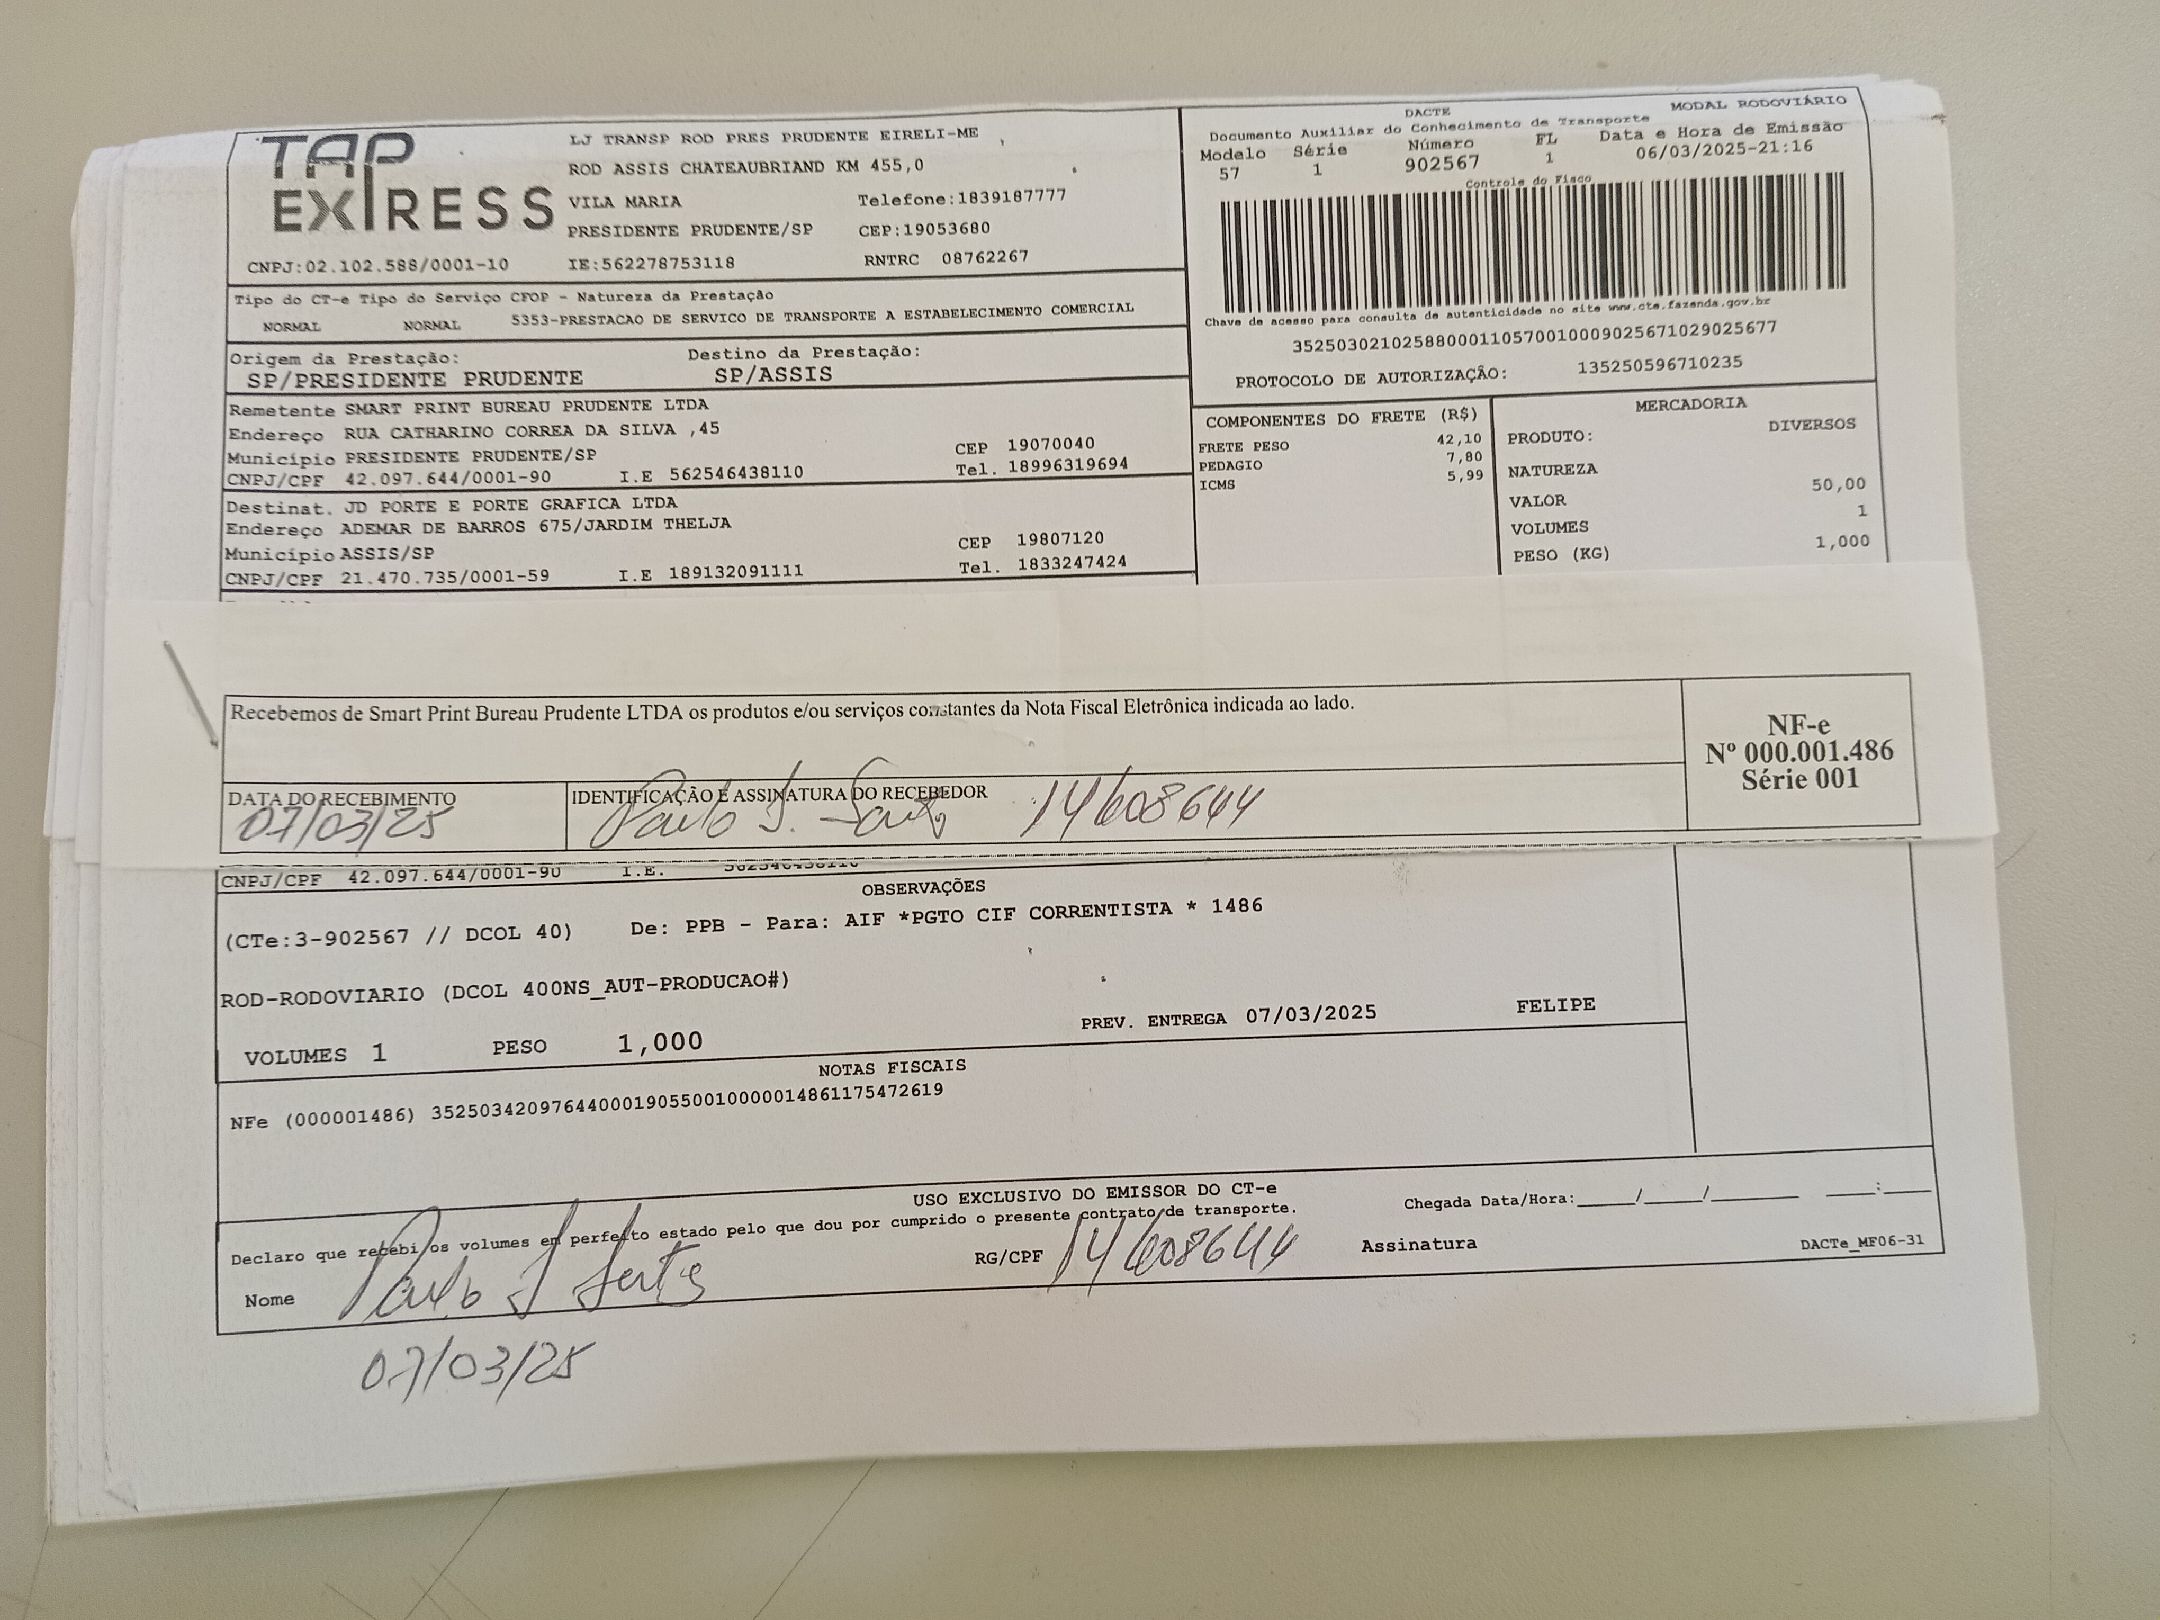 TAP
EXPRESS
LJ TRANSP ROD PRES PRUDENTE EIRELI-ME
ROD ASSIS CHATEAUBRIAND KM 455,0
VILA MARIA Telefone:1839187777
PRESIDENTE PRUDENTE/SP CEP:19053680
CNPJ:02.102.588/0001-10 IE:562278753118 RNTRC 08762267
DACTE MODAL RODOVIÁRIO
Documento Auxiliar do Conhecimento de Transporte
Modelo Série Número FL Data e Hora de Emissão
57 1 902567 1 06/03/2025-21:16
Controle do Fisco
Chave de acesso para consulta de autenticidade no site www.cte.fazenda.gov.br
35250302102588000110570010009025671029025677
PROTOCOLO DE AUTORIZAÇÃO: 135250596710235
Tipo do CT-e Tipo do Serviço CFOP - Natureza da Prestação
NORMAL NORMAL 5353-PRESTACAO DE SERVICO DE TRANSPORTE A ESTABELECIMENTO COMERCIAL
Origem da Prestação: Destino da Prestação:
SP/PRESIDENTE PRUDENTE SP/ASSIS
Remetente SMART PRINT BUREAU PRUDENTE LTDA
Endereço RUA CATHARINO CORREA DA SILVA ,45
Município PRESIDENTE PRUDENTE/SP CEP 19070040
CNPJ/CPF 42.097.644/0001-90 I.E 562546438110 Tel. 18996319694
Destinat. JD PORTE E PORTE GRAFICA LTDA
Endereço ADEMAR DE BARROS 675/JARDIM THELJA
Município ASSIS/SP CEP 19807120
CNPJ/CPF 21.470.735/0001-59 I.E 189132091111 Tel. 1833247424
COMPONENTES DO FRETE (R$)
FRETE PESO 42,10
PEDAGIO 7,80
ICMS 5,99
MERCADORIA
PRODUTO: DIVERSOS
NATUREZA
VALOR 50,00
VOLUMES 1
PESO (KG) 1,000
Recebemos de Smart Print Bureau Prudente LTDA os produtos e/ou serviços constantes da Nota Fiscal Eletrônica indicada ao lado.
NF-e
Nº 000.001.486
Série 001
DATA DO RECEBIMENTO IDENTIFICAÇÃO E ASSINATURA DO RECEBEDOR
07/03/25 Paulo 14608644
CNPJ/CPF 42.097.644/0001-90 I.E. 562546438110
OBSERVAÇÕES
(CTe:3-902567 // DCOL 40) De: PPB - Para: AIF *PGTO CIF CORRENTISTA * 1486
ROD-RODOVIARIO (DCOL 400NS_AUT-PRODUCAO#)
VOLUMES 1 PESO 1,000 PREV. ENTREGA 07/03/2025 FELIPE
NOTAS FISCAIS
NFe (000001486) 35250342097644000190550010000014861175472619
USO EXCLUSIVO DO EMISSOR DO CT-e
Declaro que recebi os volumes em perfeito estado pelo que dou por cumprido o presente contrato de transporte.
Chegada Data/Hora:_____/_____/_______ ____:____
Nome Paulo RG/CPF 14608644 Assinatura DACTe_MF06-31
07/03/25